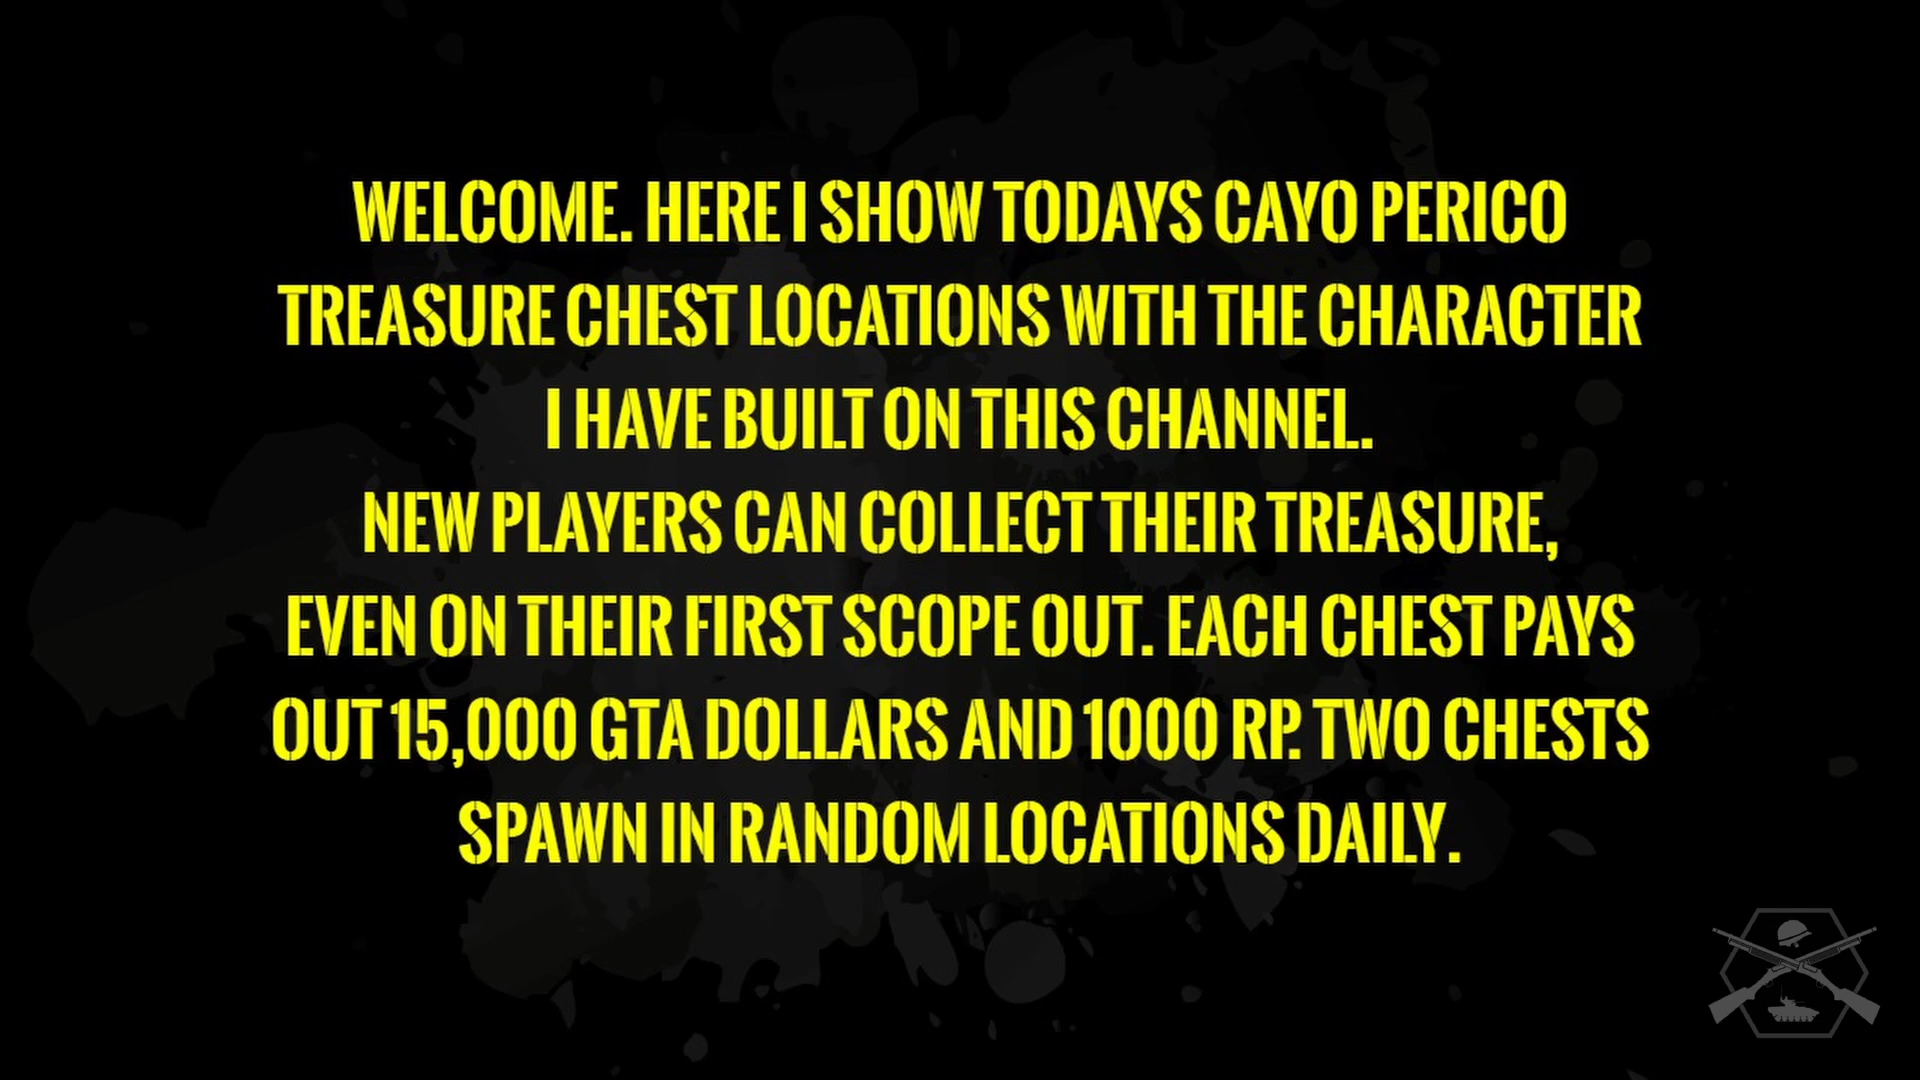 WELCOME. HERE I SHOW TODAYS CAYO PERICO
TREASURE CHEST LOCATIONS WITH THE CHARACTER
I HAVE BUILT ON THIS CHANNEL.
NEW PLAYERS CAN COLLECT THEIR TREASURE,
EVEN ON THEIR FIRST SCOPE OUT. EACH CHEST PAYS
OUT 15,000 GTA DOLLARS AND 1000 RP. TWO CHESTS
SPAWN IN RANDOM LOCATIONS DAILY.